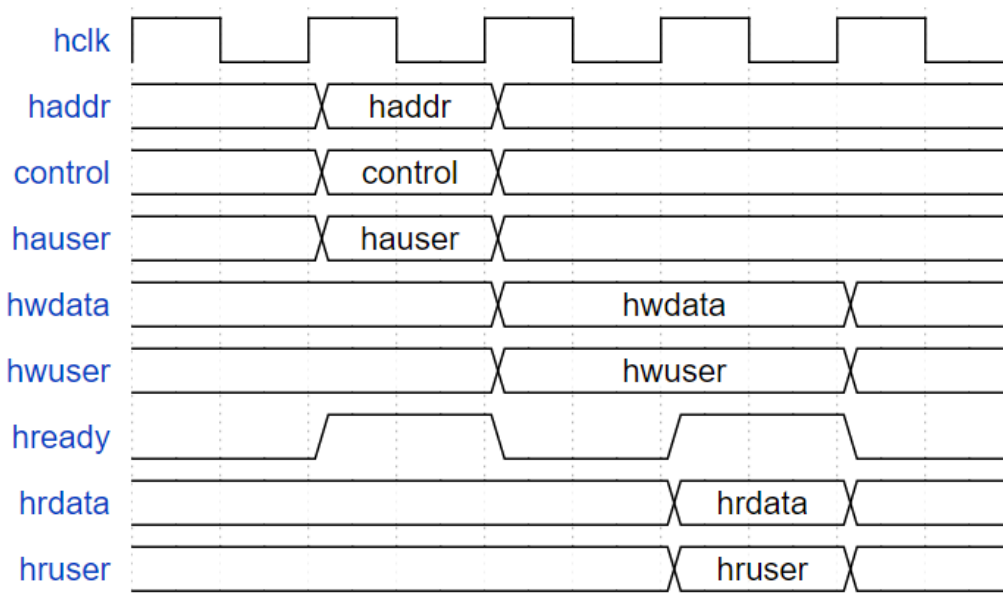 hclk
haddr haddr
control control
hauser hauser
hwdata hwdata
hwuser hwuser
hready
hrdata hrdata
hruser hruser